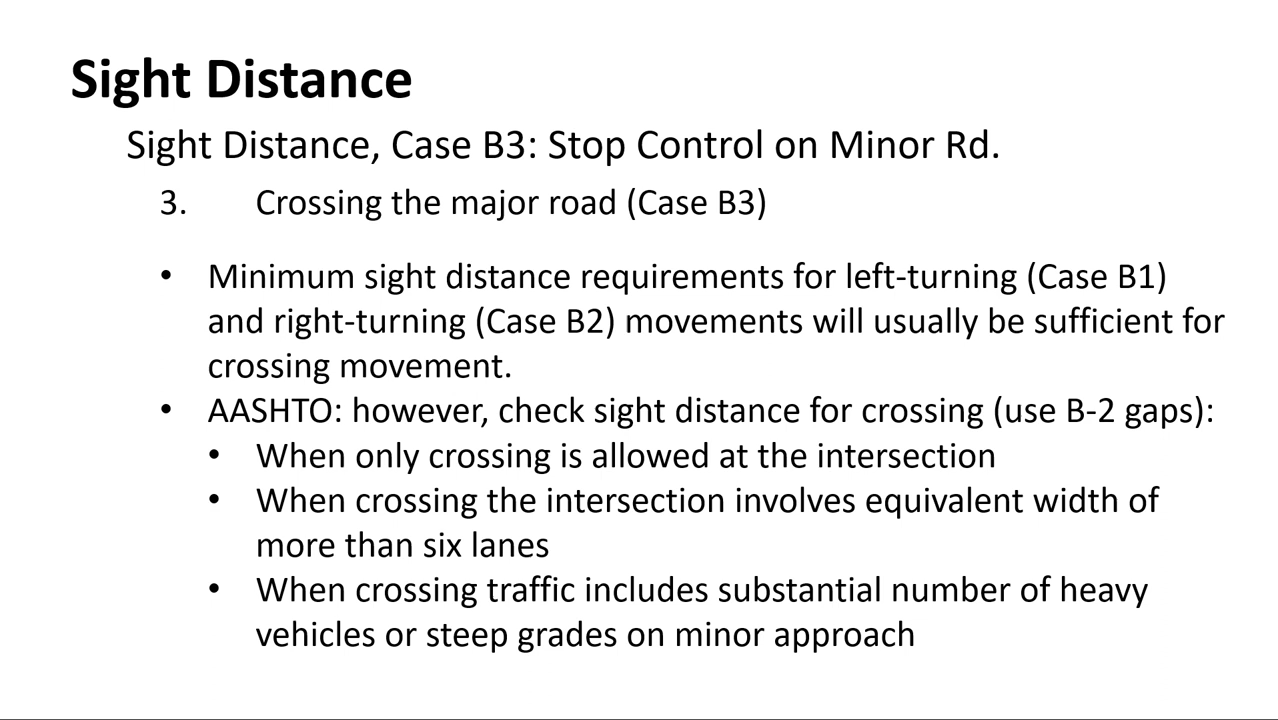 Sight Distance
Sight Distance, Case B3: Stop Control on Minor Rd.
3. Crossing the major road (Case B3)
• Minimum sight distance requirements for left-turning (Case B1)
and right-turning (Case B2) movements will usually be sufficient for
crossing movement.
• AASHTO: however, check sight distance for crossing (use B-2 gaps):
• When only crossing is allowed at the intersection
• When crossing the intersection involves equivalent width of
more than six lanes
• When crossing traffic includes substantial number of heavy
vehicles or steep grades on minor approach